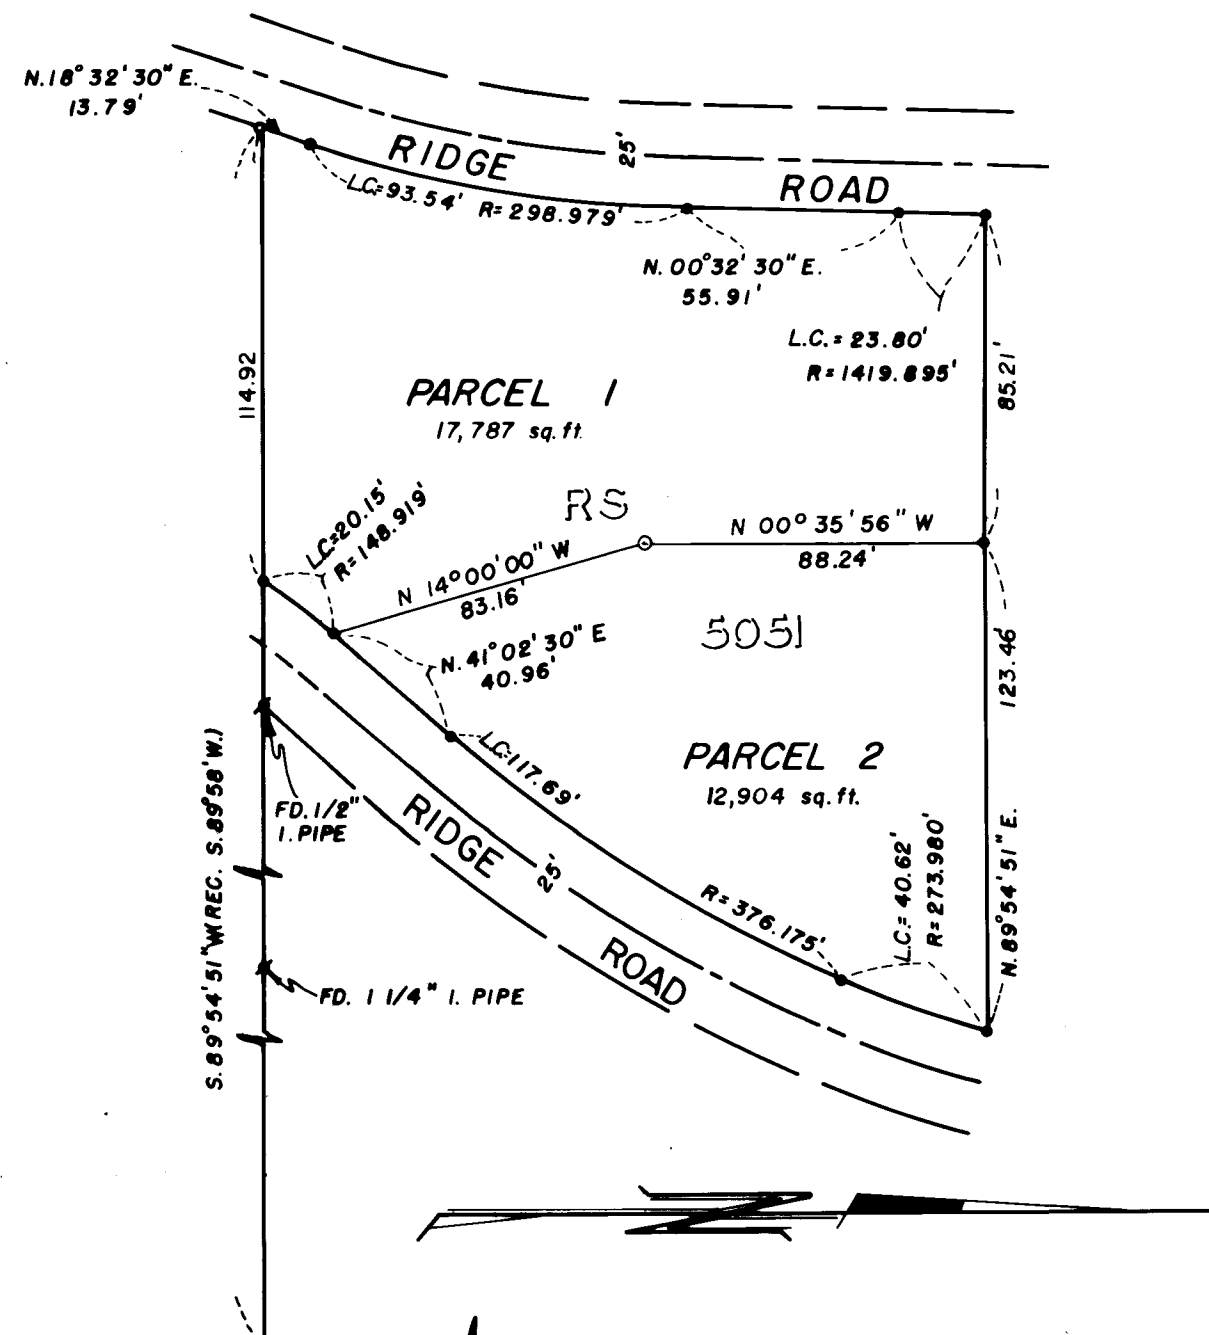 N.18°32'30" E.
13.79'
RIDGE ROAD
25'
L.C.=93.54' R=298.979'
N.00°32'30" E.
55.91'
L.C.=23.80'
R=1419.895'
114.92
85.21'
PARCEL 1
17,787 sq.ft.
L.C.=20.15'
R=148.919'
RS
N 00°35'56" W
88.24'
N 14°00'00" W
83.16'
N.41°02'30" E
40.96'
5051
123.46'
L.C.=117.69'
PARCEL 2
12,904 sq.ft.
FD. 1/2"
I. PIPE
RIDGE
25'
ROAD
R=376.175'
L.C.=40.62'
R=273.980'
N.89°54'51" E.
S.89°54'51"W(REC. S.89°58'W.)
FD. 1 1/4" I. PIPE